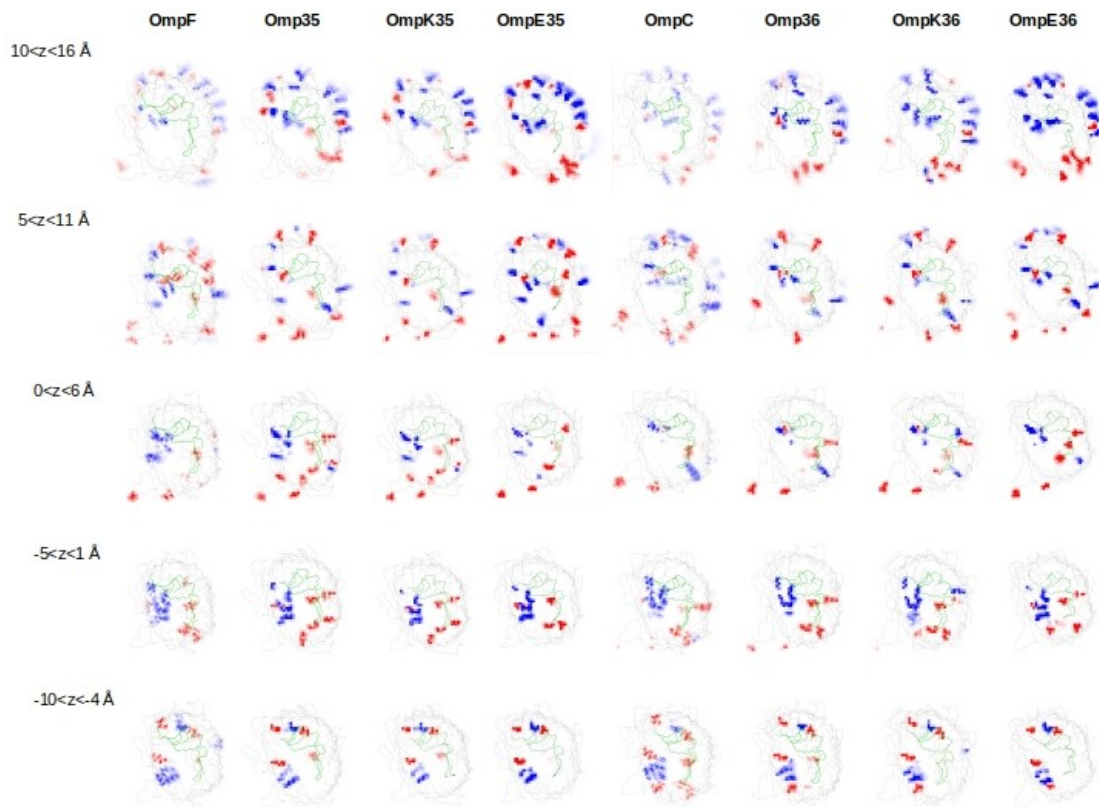 OmpF Omp35 OmpK35 OmpE35 OmpC Omp36 OmpK36 OmpE36
10<z<16 Å
5<z<11 Å
0<z<6 Å
-5<z<1 Å
-10<z<-4 Å